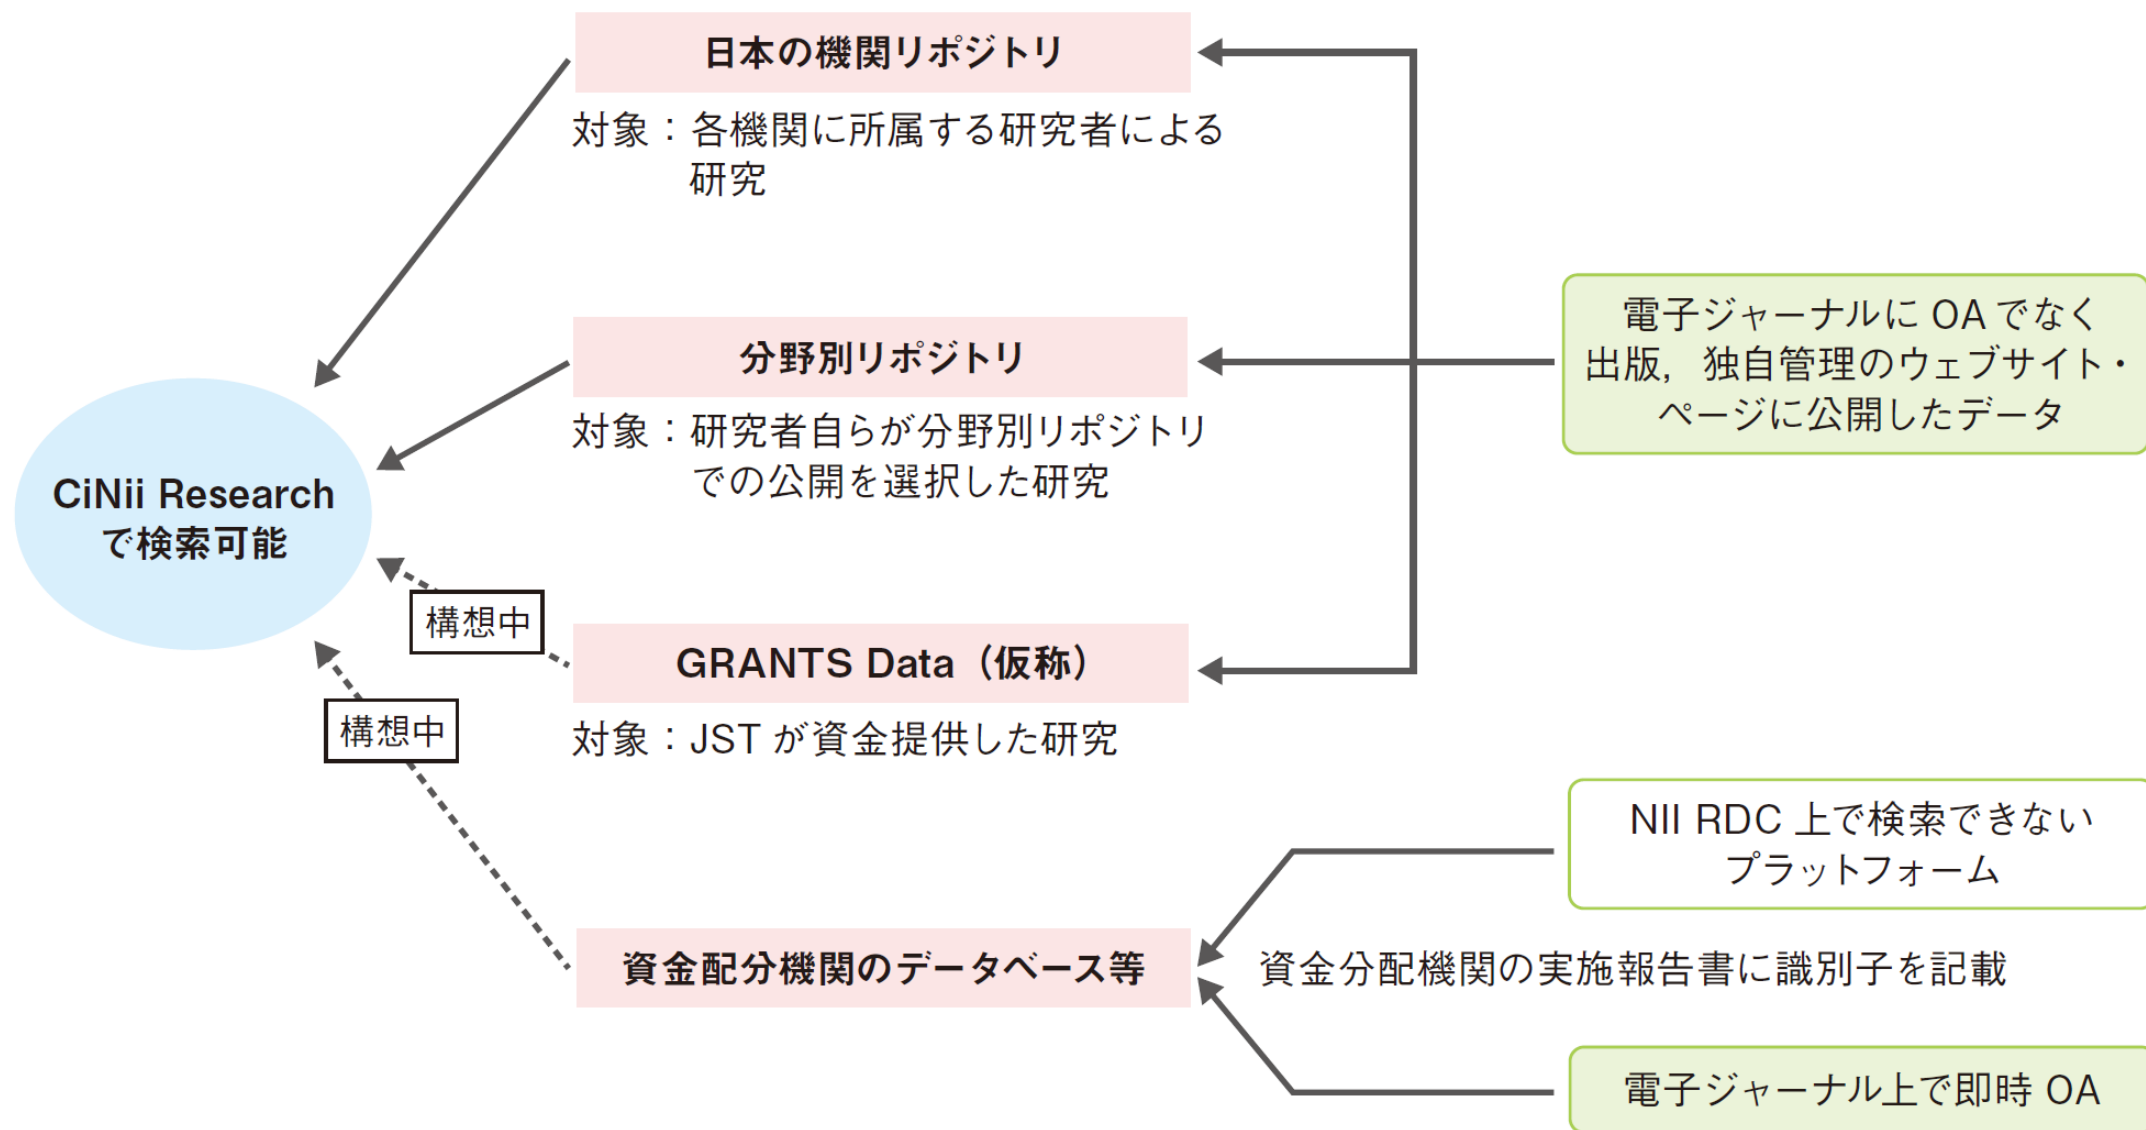 日本の機関リポジトリ
対象：各機関に所属する研究者による
研究
電子ジャーナルに OA でなく
出版，独自管理のウェブサイト・
ページに公開したデータ
分野別リポジトリ
対象：研究者自らが分野別リポジトリ
での公開を選択した研究
CiNii Research
で検索可能
構想中
GRANTS Data（仮称）
対象：JST が資金提供した研究
構想中
NII RDC 上で検索できない
プラットフォーム
資金配分機関のデータベース等
資金分配機関の実施報告書に識別子を記載
電子ジャーナル上で即時 OA